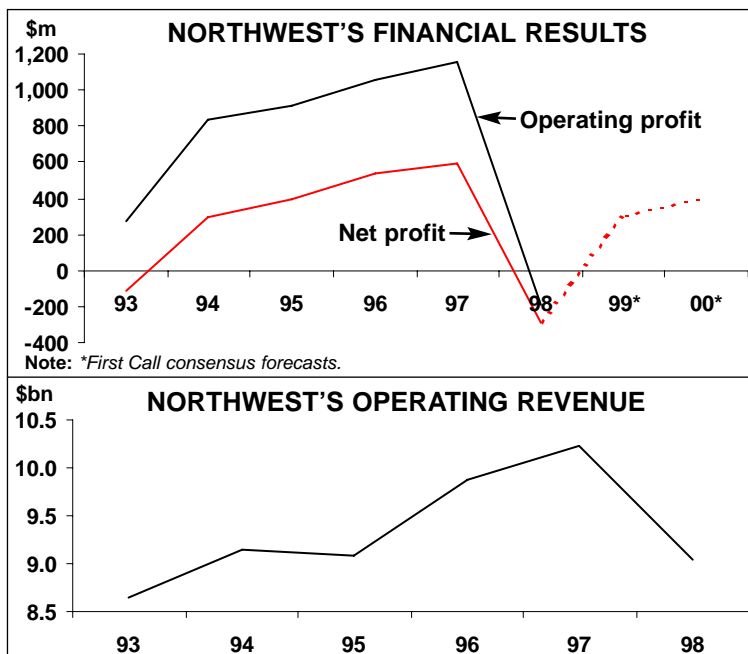 $m
NORTHWEST'S FINANCIAL RESULTS
1,200
1,000
800
600
400
200
0
-200
-400
Operating profit
Net profit
93 94 95 96 97 98 99* 00*
Note: *First Call consensus forecasts.
$bn
NORTHWEST'S OPERATING REVENUE
10.5
10.0
9.5
9.0
8.5
93 94 95 96 97 98